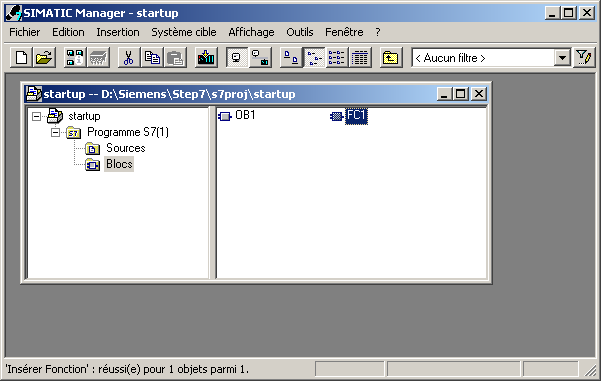 SIMATIC Manager - startup
Fichier Edition Insertion Système cible Affichage Outils Fenêtre ?
< Aucun filtre >
startup -- D:\Siemens\Step7\s7proj\startup
startup
OB1 FC1
S7 Programme S7(1)
Sources
Blocs
'Insérer Fonction' : réussi(e) pour 1 objets parmi 1.